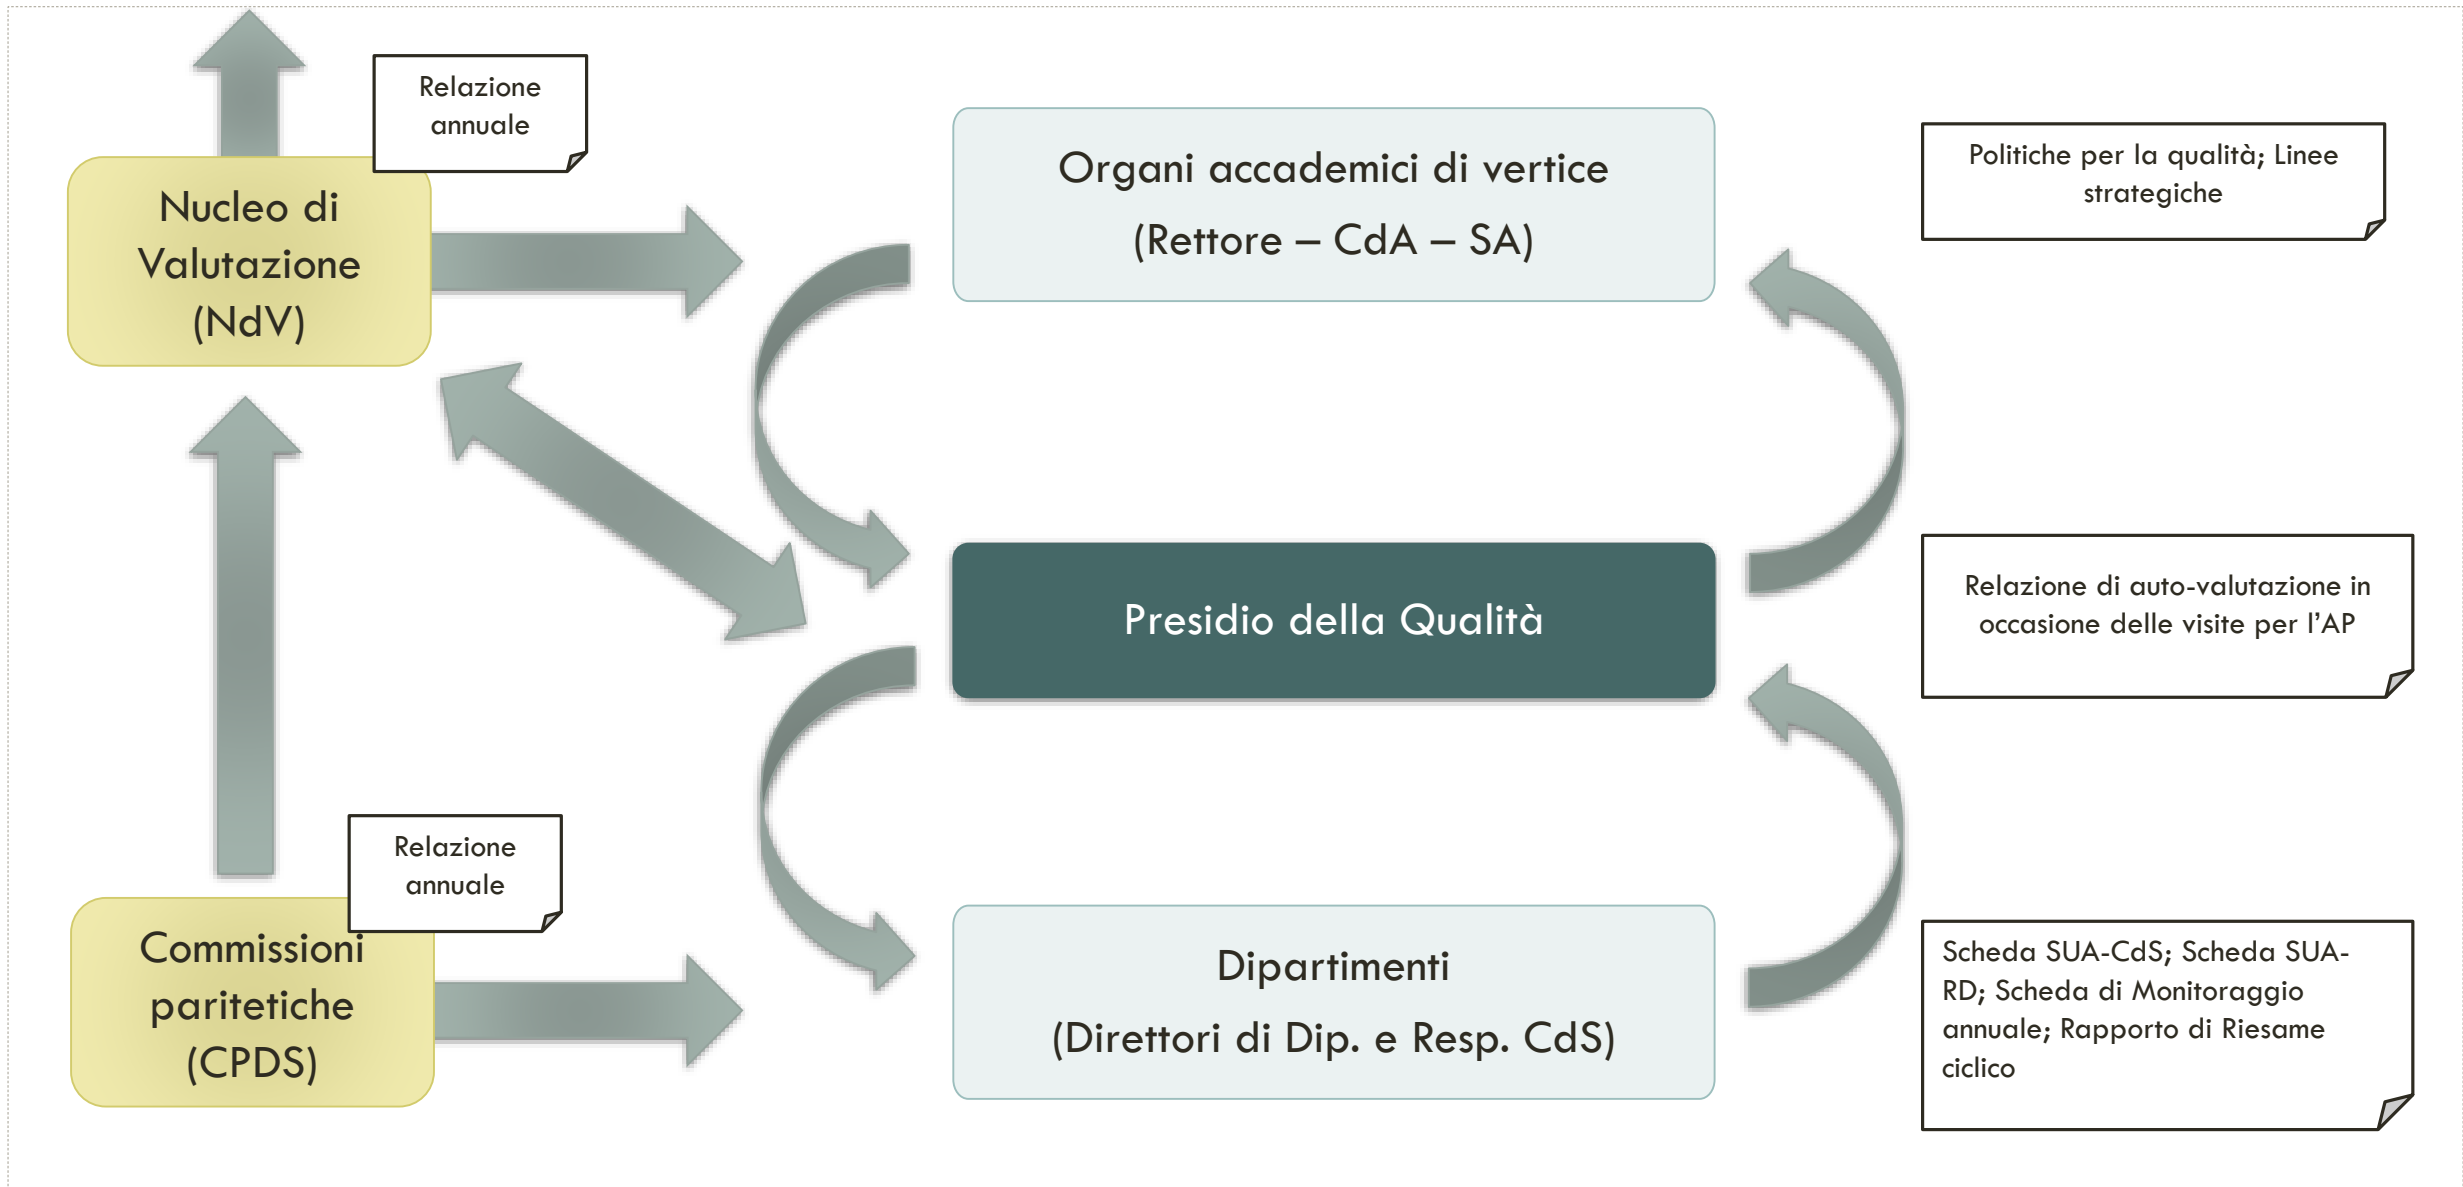 Relazione
annuale
Nucleo di
Valutazione
(NdV)
Organi accademici di vertice
(Rettore – CdA – SA)
Politiche per la qualità; Linee
strategiche
Presidio della Qualità
Relazione di auto-valutazione in
occasione delle visite per l’AP
Relazione
annuale
Commissioni
paritetiche
(CPDS)
Dipartimenti
(Direttori di Dip. e Resp. CdS)
Scheda SUA-CdS; Scheda SUA-
RD; Scheda di Monitoraggio
annuale; Rapporto di Riesame
ciclico